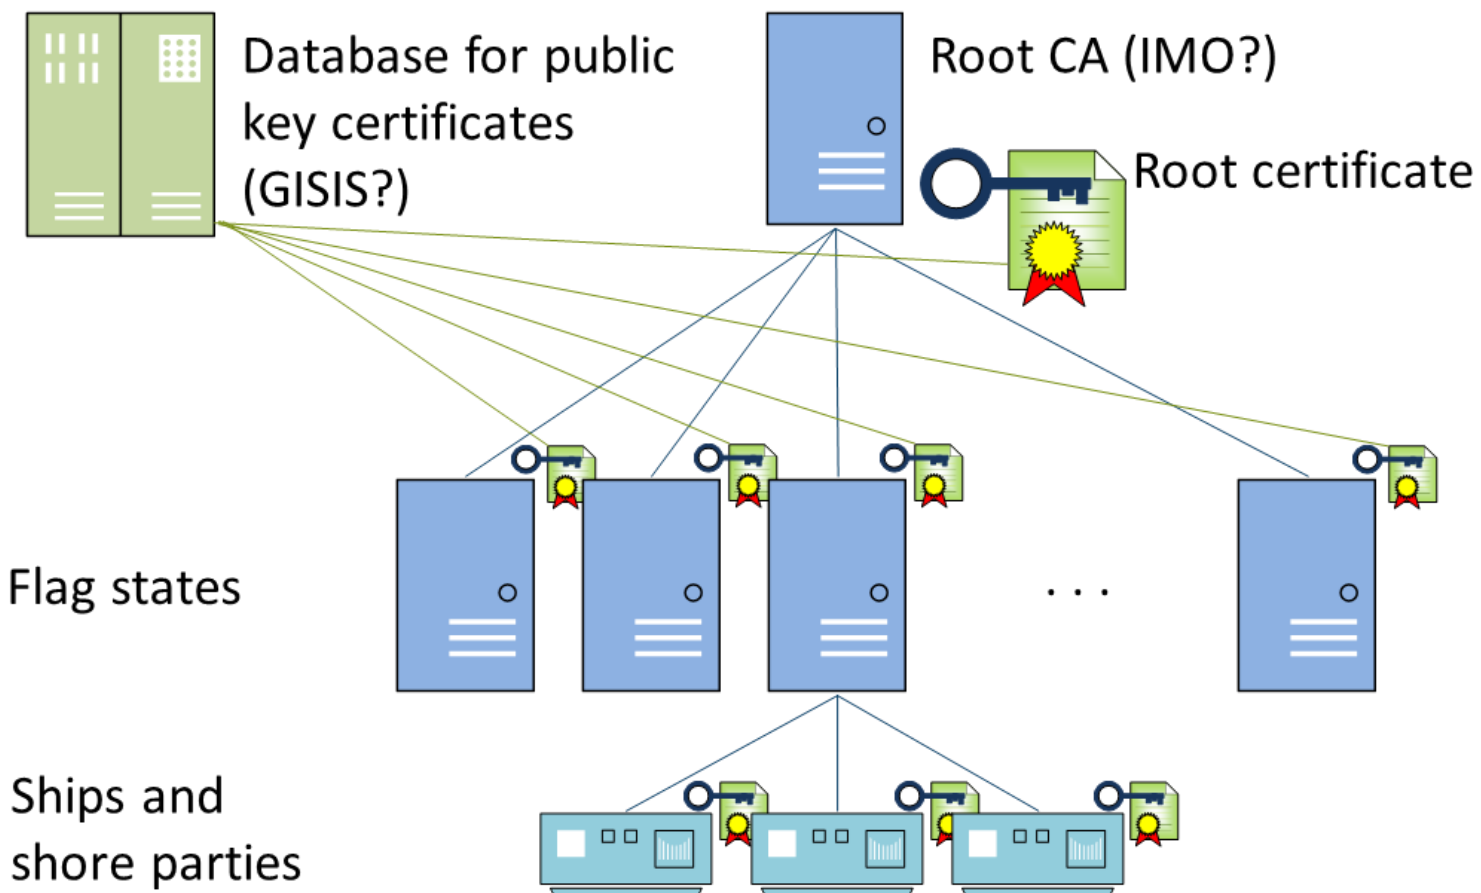 Database for public
key certificates
(GISIS?)
Root CA (IMO?)
Root certificate
Flag states
. . .
Ships and
shore parties